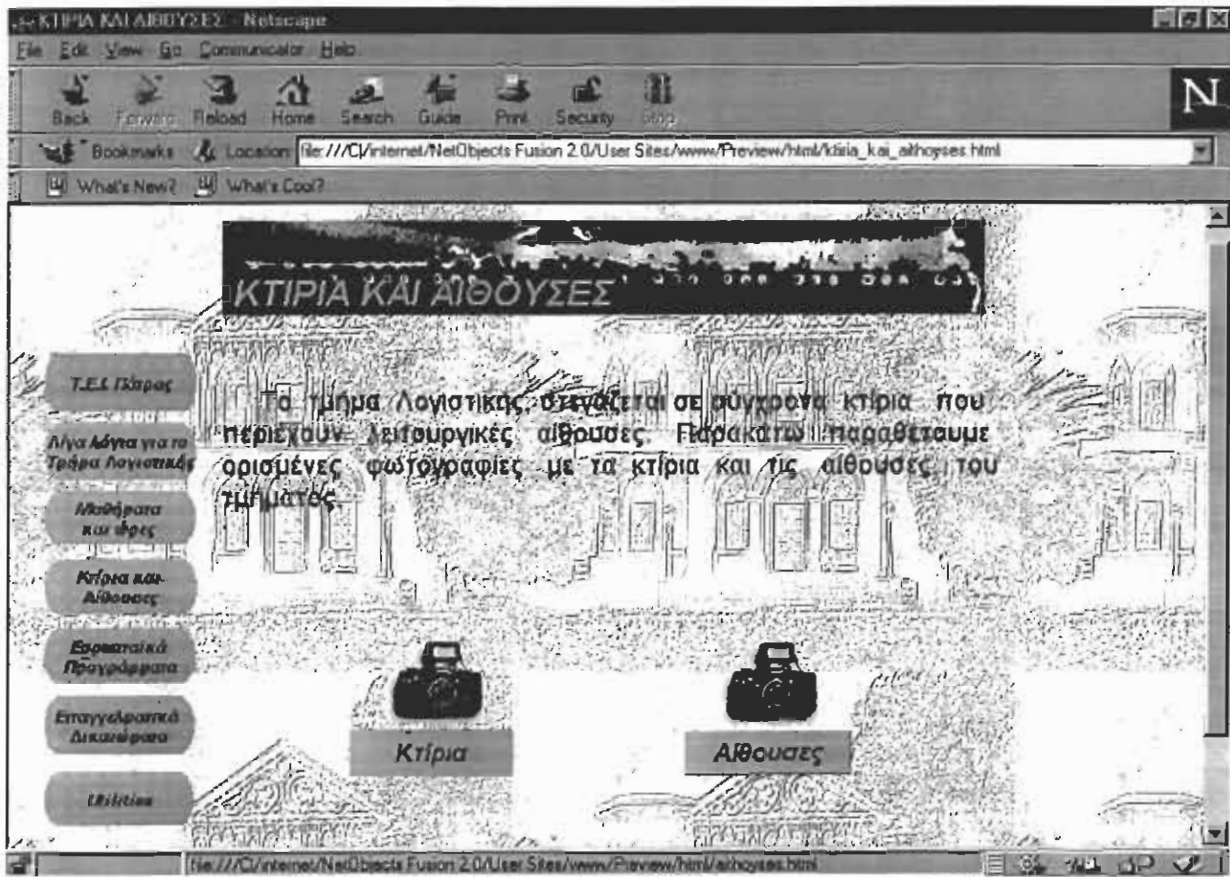 ΚΤΙΡΙΑ ΚΑΙ ΑΙΘΟΥΣΕΣ - Netscape
File Edit View Go Communicator Help
Back Forward Reload Home Search Guide Print Security Stop
N
Bookmarks Location: file:///C|/internet/NetObjects Fusion 2.0/User Sites/www/Preview/html/ktiria_kai_aithoyses.html
What's New? What's Cool?
ΚΤΙΡΙΑ ΚΑΙ ΑΙΘΟΥΣΕΣ
Τ.Ε.Ι. Πάτρας
Λίγα λόγια για το
Τμήμα Λογιστικής
Μαθήματα
και ώρες
Κτίρια και
Αίθουσες
Ευρωπαϊκά
Προγράμματα
Επαγγελματικά
Δικαιώματα
Utilities
Το τμήμα Λογιστικής, στεγάζεται σε σύγχρονα κτίρια που
περιέχουν λειτουργικές αίθουσες. Παρακάτω παραθέτουμε
ορισμένες φωτογραφίες με τα κτίρια και τις αίθουσες του
τμήματος.
Κτίρια
Αίθουσες
file:///C|/internet/NetObjects Fusion 2.0/User Sites/www/Preview/html/aithoyses.html